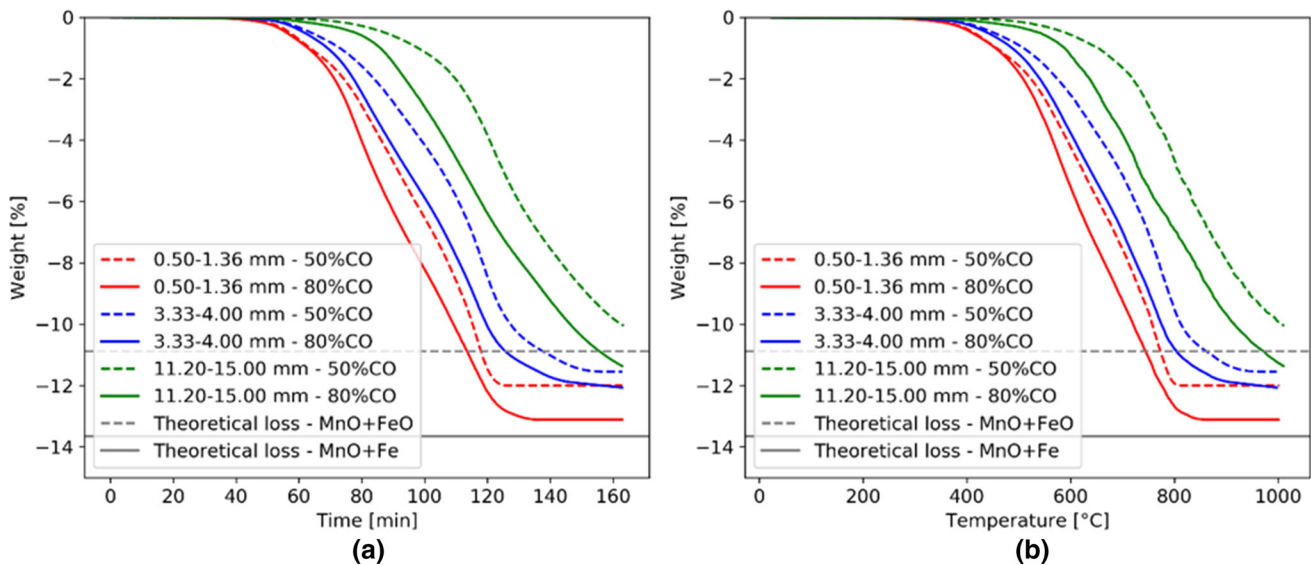 0
−2
−4
−6
−8
−10
−12
−14
Weight [%]
0.50-1.36 mm - 50%CO
0.50-1.36 mm - 80%CO
3.33-4.00 mm - 50%CO
3.33-4.00 mm - 80%CO
11.20-15.00 mm - 50%CO
11.20-15.00 mm - 80%CO
Theoretical loss - MnO+FeO
Theoretical loss - MnO+Fe
0 20 40 60 80 100 120 140 160
Time [min]
(a)
0
−2
−4
−6
−8
−10
−12
−14
Weight [%]
0.50-1.36 mm - 50%CO
0.50-1.36 mm - 80%CO
3.33-4.00 mm - 50%CO
3.33-4.00 mm - 80%CO
11.20-15.00 mm - 50%CO
11.20-15.00 mm - 80%CO
Theoretical loss - MnO+FeO
Theoretical loss - MnO+Fe
0 200 400 600 800 1000
Temperature [°C]
(b)